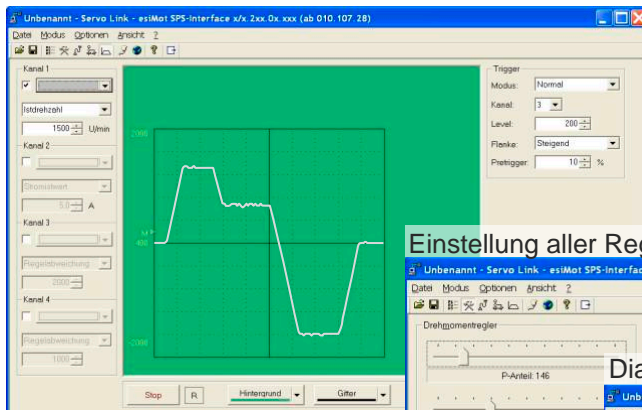 Unbenannt - Servo Link - esiMot SPS-Interface x/x.2xx.0x.xxx (ab 010.107.28)
Datei Modus Optionen Ansicht ?
Kanal 1
Istdrehzahl
1500 U/min
Kanal 2
Stromistwert
5.0 A
Kanal 3
Regelabweichung
2000
Kanal 4
Regelabweichung
1000
2000
M
400
-2000
Stop
R
Hintergrund
Gitter
Trigger
Modus: Normal
Kanal: 3
Level: 200
Flanke: Steigend
Pretrigger: 10 %
Einstellung aller Reg
Unbenannt - Servo Link - esiMot SPS-Interfac
Datei Modus Optionen Ansicht ?
Drehmomentregler
P-Anteil: 146
Dia
Unb